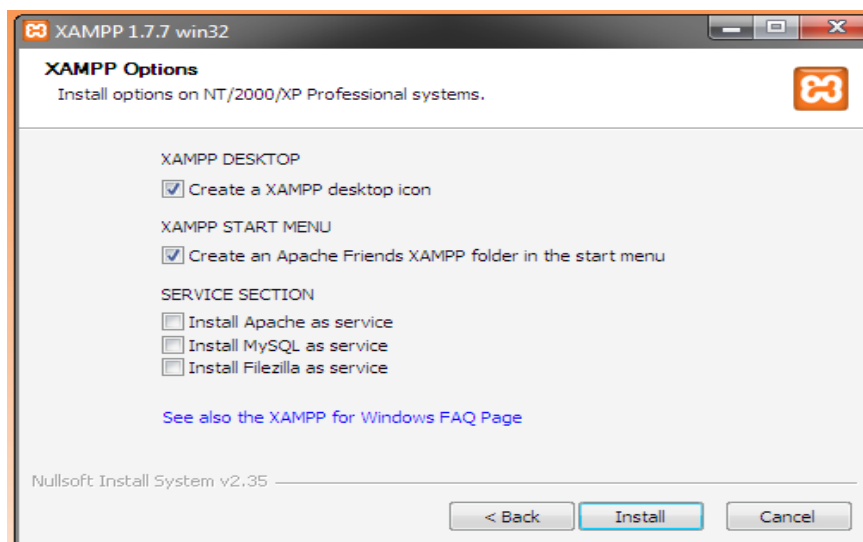 XAMPP 1.7.7 win32
XAMPP Options
Install options on NT/2000/XP Professional systems.
XAMPP DESKTOP
Create a XAMPP desktop icon
XAMPP START MENU
Create an Apache Friends XAMPP folder in the start menu
SERVICE SECTION
Install Apache as service
Install MySQL as service
Install Filezilla as service
See also the XAMPP for Windows FAQ Page
Nullsoft Install System v2.35
< Back
Install
Cancel